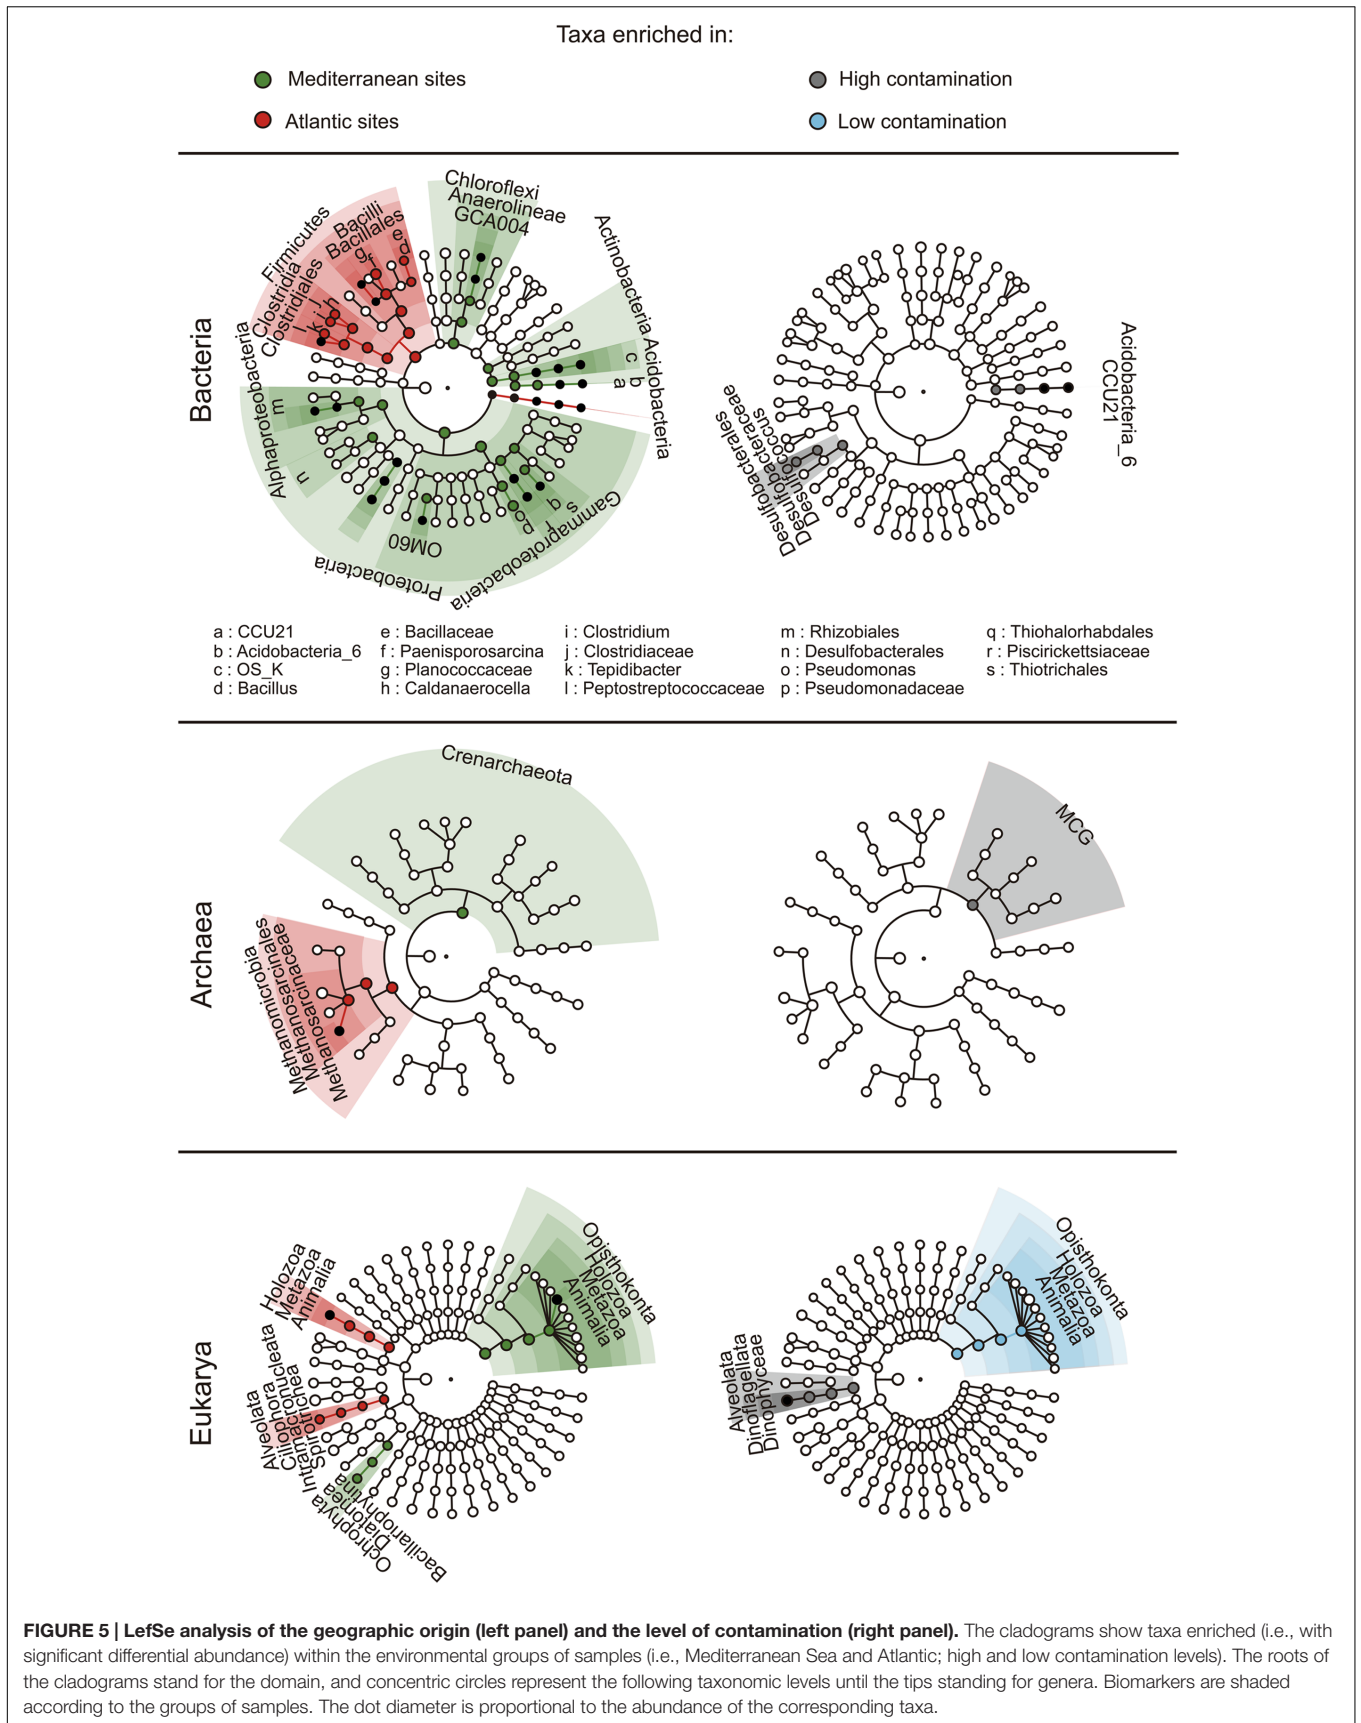 Taxa enriched in:
Mediterranean sites
High contamination
Atlantic sites
Low contamination
Bacteria
Chloroflexi
Anaerolineae
GCA004
Actinobacteria
Acidobacteria
c
b
a
Firmicutes
Bacilli
Bacillales
e
d
g
f
Clostridia
Clostridiales
j
h
l
k
i
Alphaproteobacteria
m
n
Proteobacteria
OM60
Gammaproteobacteria
p
o
r
s
q
Acidobacteria_6
CCU21
Desulfobacterales
Desulfobacteraceae
Desulfococcus
a : CCU21
b : Acidobacteria_6
c : OS_K
d : Bacillus
e : Bacillaceae
f : Paenisporosarcina
g : Planococcaceae
h : Caldanaerocella
i : Clostridium
j : Clostridiaceae
k : Tepidibacter
l : Peptostreptococcaceae
m : Rhizobiales
n : Desulfobacterales
o : Pseudomonas
p : Pseudomonadaceae
q : Thiohalorhabdales
r : Piscirickettsiaceae
s : Thiotrichales
Archaea
Crenarchaeota
Methanomicrobia
Methanosarcinales
Methanosarcinaceae
MCG
Eukarya
Holozoa
Metazoa
Animalia
Opisthokonta
Holozoa
Metazoa
Animalia
Alveolata
Ciliophora
Intramacronucleata
Spirotrichea
Ochrophyta
Diatomea
Bacillariophytina
Opisthokonta
Holozoa
Metazoa
Animalia
Alveolata
Dinoflagellata
Dinophyceae
FIGURE 5 | LefSe analysis of the geographic origin (left panel) and the level of contamination (right panel). The cladograms show taxa enriched (i.e., with
significant differential abundance) within the environmental groups of samples (i.e., Mediterranean Sea and Atlantic; high and low contamination levels). The roots of
the cladograms stand for the domain, and concentric circles represent the following taxonomic levels until the tips standing for genera. Biomarkers are shaded
according to the groups of samples. The dot diameter is proportional to the abundance of the corresponding taxa.